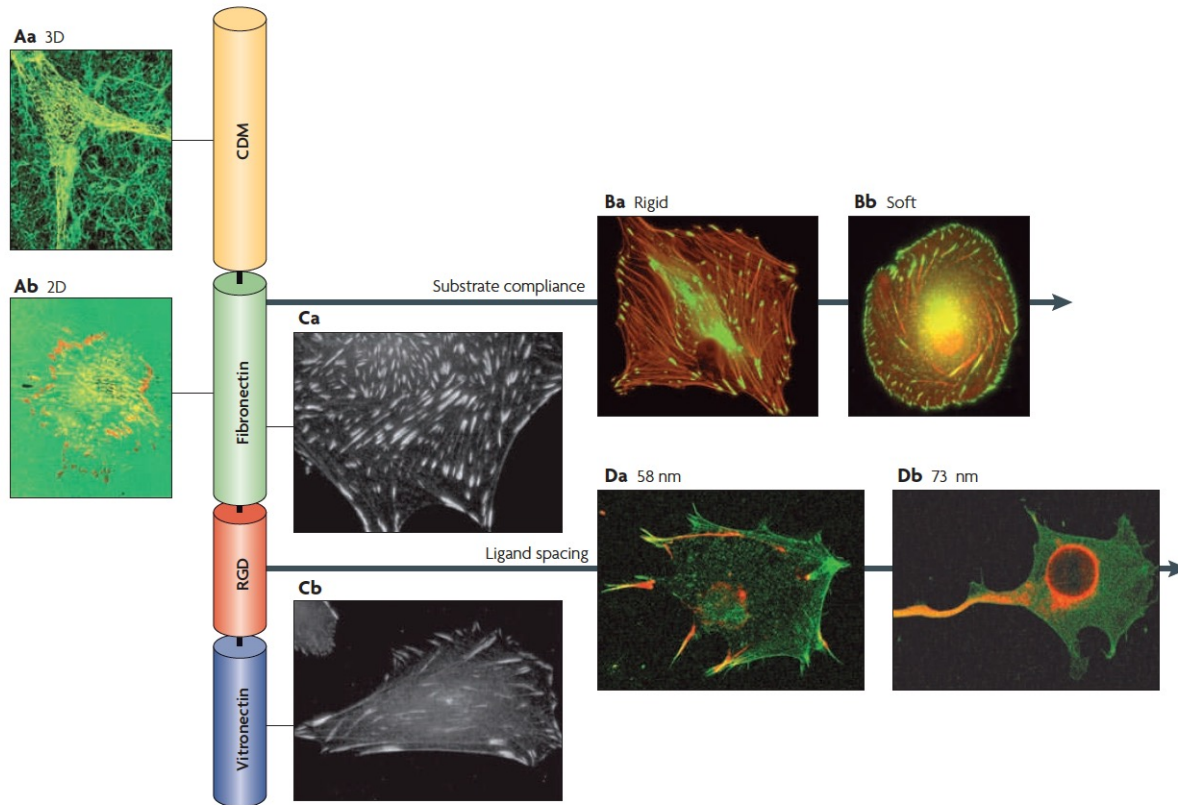 Aa 3D
CDM
Ba Rigid
Bb Soft
Ab 2D
Substrate compliance
Ca
Fibronectin
Da 58 nm
Db 73 nm
RGD
Ligand spacing
Cb
Vitronectin